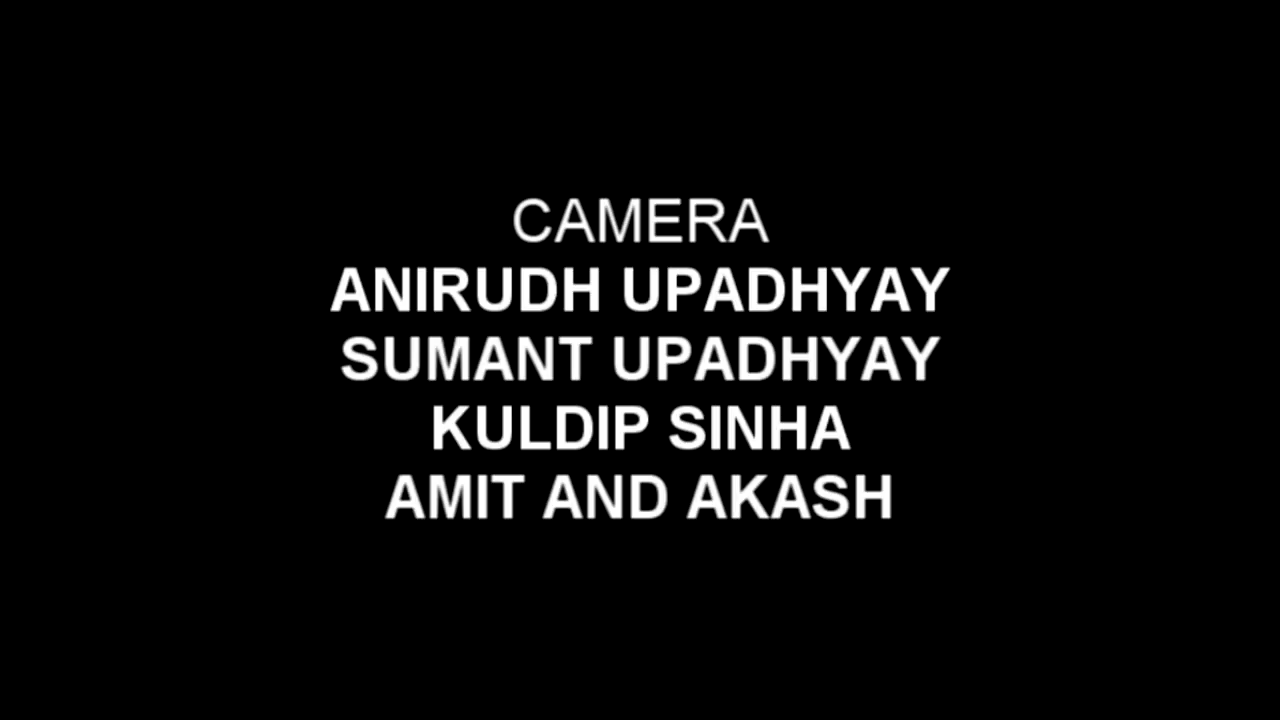 CAMERA
ANIRUDH UPADHYAY
SUMANT UPADHYAY
KULDIP SINHA
AMIT AND AKASH